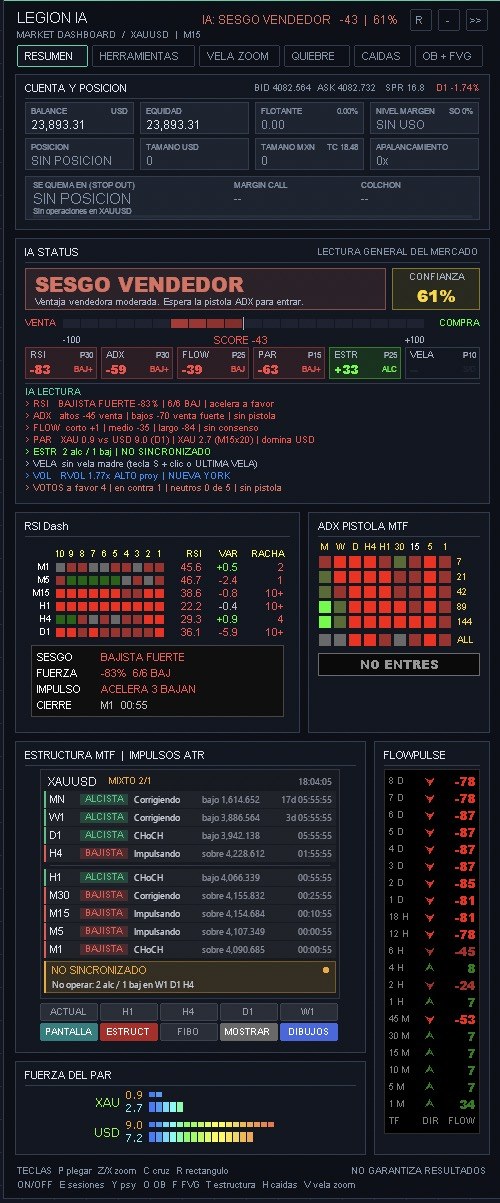 LEGION IA IA: SESGO VENDEDOR -43 | 61% R - >>
MARKET DASHBOARD / XAUUSD | M15
RESUMEN HERRAMIENTAS VELA ZOOM QUIEBRE CAIDAS OB + FVG
CUENTA Y POSICION BID 4082.564 ASK 4082.732 SPR 16.8 D1 -1.74%
BALANCE USD EQUIDAD FLOTANTE 0.00% NIVEL MARGEN SO 0%
23,893.31 23,893.31 0.00 SIN USO
POSICION TAMANO USD TAMANO MXN TC 18.48 APALANCAMIENTO
SIN POSICION 0 0 0x
SE QUEMA EN (STOP OUT) MARGIN CALL COLCHON
SIN POSICION -- --
Sin operaciones en XAUUSD
IA STATUS LECTURA GENERAL DEL MERCADO
SESGO VENDEDOR CONFIANZA
Ventaja vendedora moderada. Espera la pistola ADX para entrar. 61%
VENTA COMPRA
-100 SCORE -43 +100
RSI P30 ADX P30 FLOW P25 PAR P15 ESTR P25 VELA P10
-83 BAJ+ -59 BAJ+ -39 BAJ -63 BAJ+ +33 ALC
IA LECTURA
> RSI BAJISTA FUERTE -83% | 6/6 BAJ | acelera a favor
> ADX altos -45 venta | bajos -70 venta fuerte | sin pistola
> FLOW corto +1 | medio -35 | largo -84 | sin consenso
> PAR XAU 0.9 vs USD 9.0 (D1) | XAU 2.7 (M15x20) | domina USD
> ESTR 2 alc / 1 baj | NO SINCRONIZADO
> VELA sin vela madre (tecla S + clic o ULTIMA VELA)
> VOL RVOL 1.77x ALTO proy | NUEVA YORK
> VOTOS a favor 4 | en contra 1 | neutros 0 de 5 | sin pistola
RSI Dash
10 9 8 7 6 5 4 3 2 1 RSI VAR RACHA
M1 45.6 +0.5 2
M5 46.7 -2.4 1
M15 38.6 -0.8 10+
H1 22.2 -0.4 10+
H4 29.3 +0.9 4
D1 36.1 -5.9 10+
SESGO BAJISTA FUERTE
FUERZA -83% 6/6 BAJ
IMPULSO ACELERA 3 BAJAN
CIERRE M1 00:55
ADX PISTOLA MTF
M W D H4 H1 30 15 5 1
7
21
42
89
144
ALL
NO ENTRES
ESTRUCTURA MTF | IMPULSOS ATR
XAUUSD MIXTO 2/1 18:04:05
MN ALCISTA Corrigiendo bajo 1,614.652 17d 05:55:55
W1 ALCISTA Corrigiendo bajo 3,886.564 3d 05:55:55
D1 ALCISTA CHoCH bajo 3,942.138 05:55:55
H4 BAJISTA Impulsando sobre 4,228.612 01:55:55
H1 ALCISTA CHoCH bajo 4,066.339 00:55:55
M30 BAJISTA Corrigiendo sobre 4,155.832 00:25:55
M15 BAJISTA Impulsando sobre 4,154.684 00:10:55
M5 BAJISTA Impulsando sobre 4,107.349 00:00:55
M1 BAJISTA CHoCH sobre 4,090.685 00:00:55
NO SINCRONIZADO
No operar: 2 alc / 1 baj en W1 D1 H4
ACTUAL H1 H4 D1 W1
PANTALLA ESTRUCT FIBO MOSTRAR DIBUJOS
FLOWPULSE
8 D -78
7 D -78
6 D -87
5 D -87
4 D -87
3 D -87
2 D -85
1 D -81
18 H -81
12 H -78
6 H -45
4 H 8
2 H -24
1 H 7
45 M -53
30 M 7
15 M 7
10 M 7
5 M 7
1 M 34
TF DIR FLOW
FUERZA DEL PAR
XAU 0.9
2.7
USD 9.0
7.2
TECLAS P plegar Z/X zoom C cruz R rectangulo NO GARANTIZA RESULTADOS
ON/OFF E sesiones Y psy O OB F FVG T estructura H caidas V vela zoom